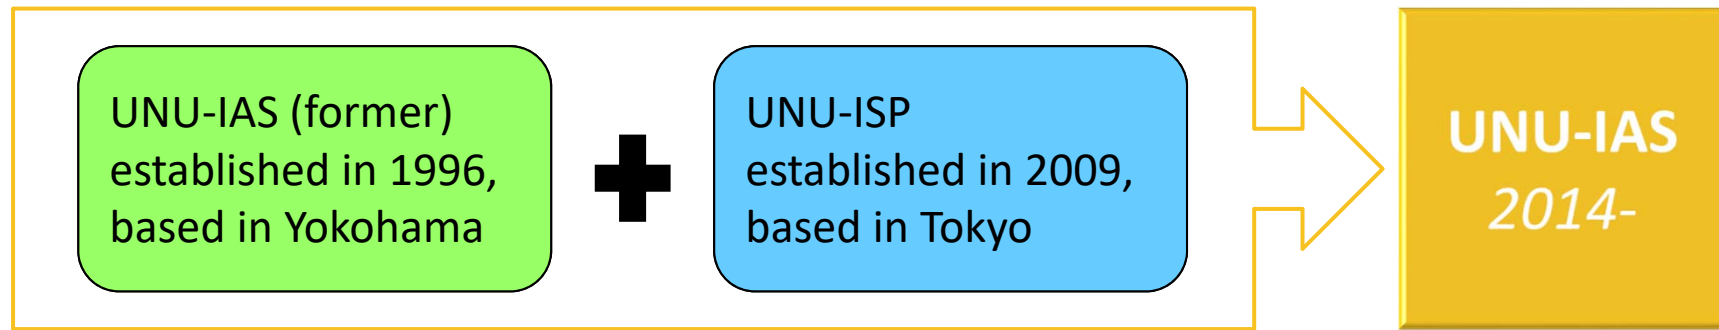 UNU-IAS (former)
established in 1996,
based in Yokohama
UNU-ISP
established in 2009,
based in Tokyo
UNU-IAS
2014-